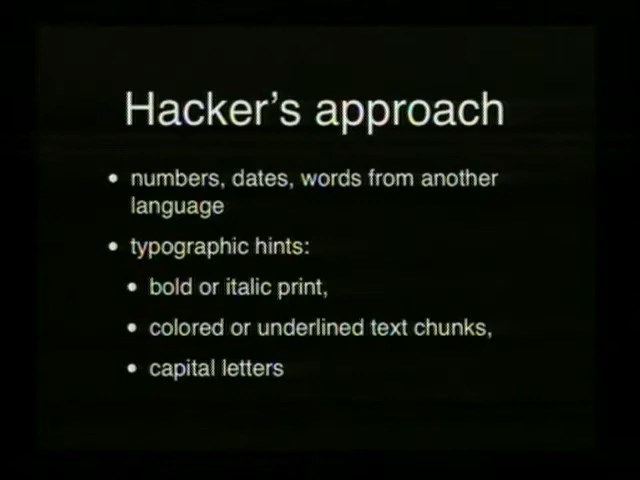 Hacker's approach
• numbers, dates, words from another
language
• typographic hints:
• bold or italic print,
• colored or underlined text chunks,
• capital letters